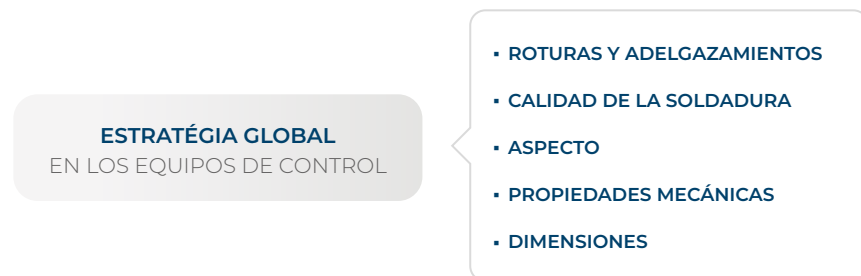 ESTRATÉGIA GLOBAL
EN LOS EQUIPOS DE CONTROL
▪ ROTURAS Y ADELGAZAMIENTOS
▪ CALIDAD DE LA SOLDADURA
▪ ASPECTO
▪ PROPIEDADES MECÁNICAS
▪ DIMENSIONES